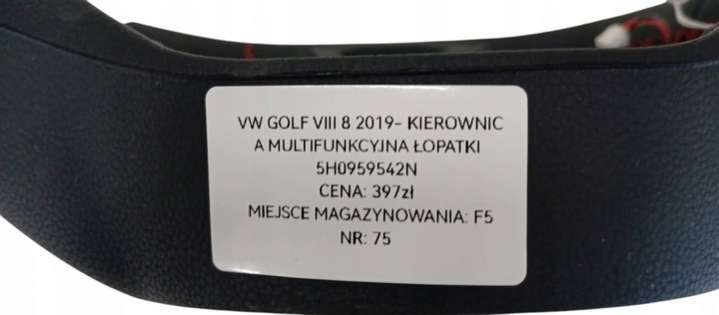 VW GOLF VIII 8 2019- KIEROWNIC
A MULTIFUNKCYJNA ŁOPATKI
5H0959542N
CENA: 397zł
MIEJSCE MAGAZYNOWANIA: F5
NR: 75